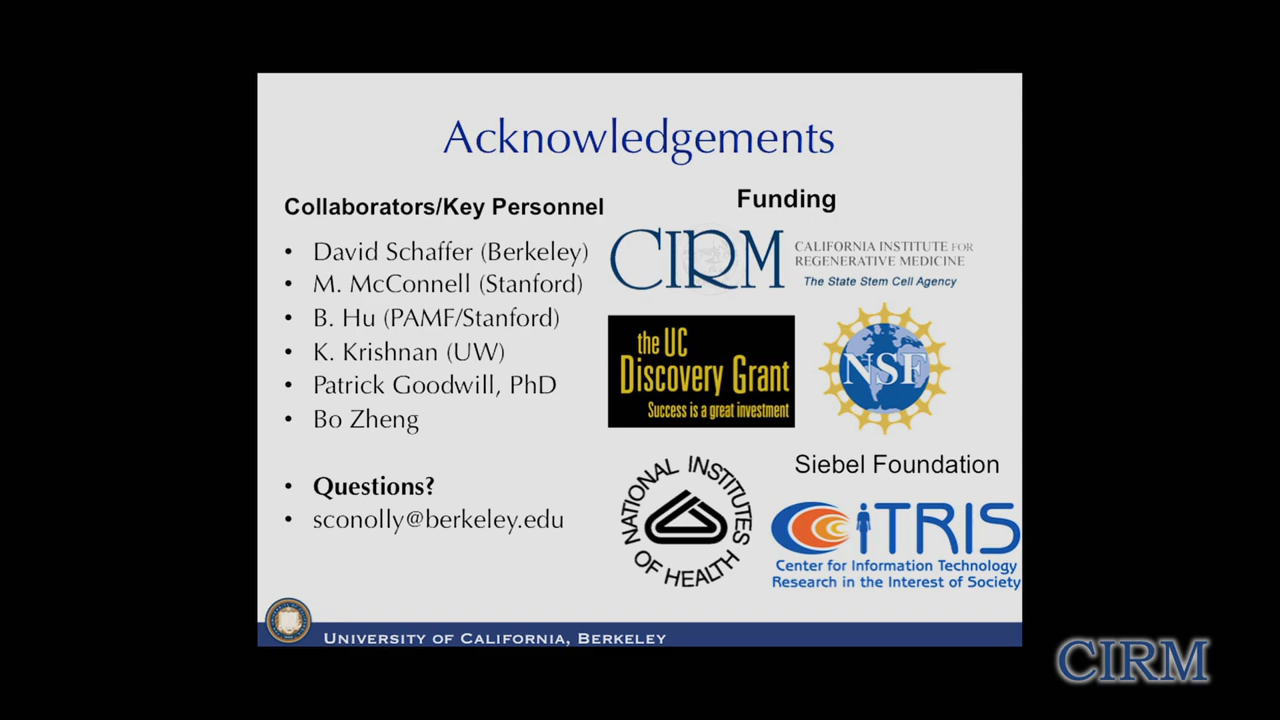 Acknowledgements
Collaborators/Key Personnel
• David Schaffer (Berkeley)
• M. McConnell (Stanford)
• B. Hu (PAMF/Stanford)
• K. Krishnan (UW)
• Patrick Goodwill, PhD
• Bo Zheng
• Questions?
• sconolly@berkeley.edu
Funding
CIRM
CALIFORNIA INSTITUTE FOR
REGENERATIVE MEDICINE
The State Stem Cell Agency
the UC
Discovery Grant
Success is a great investment
NSF
NATIONAL INSTITUTES
OF HEALTH
Siebel Foundation
CiTRIS
Center for Information Technology
Research in the Interest of Society
UNIVERSITY OF CALIFORNIA, BERKELEY
CIRM